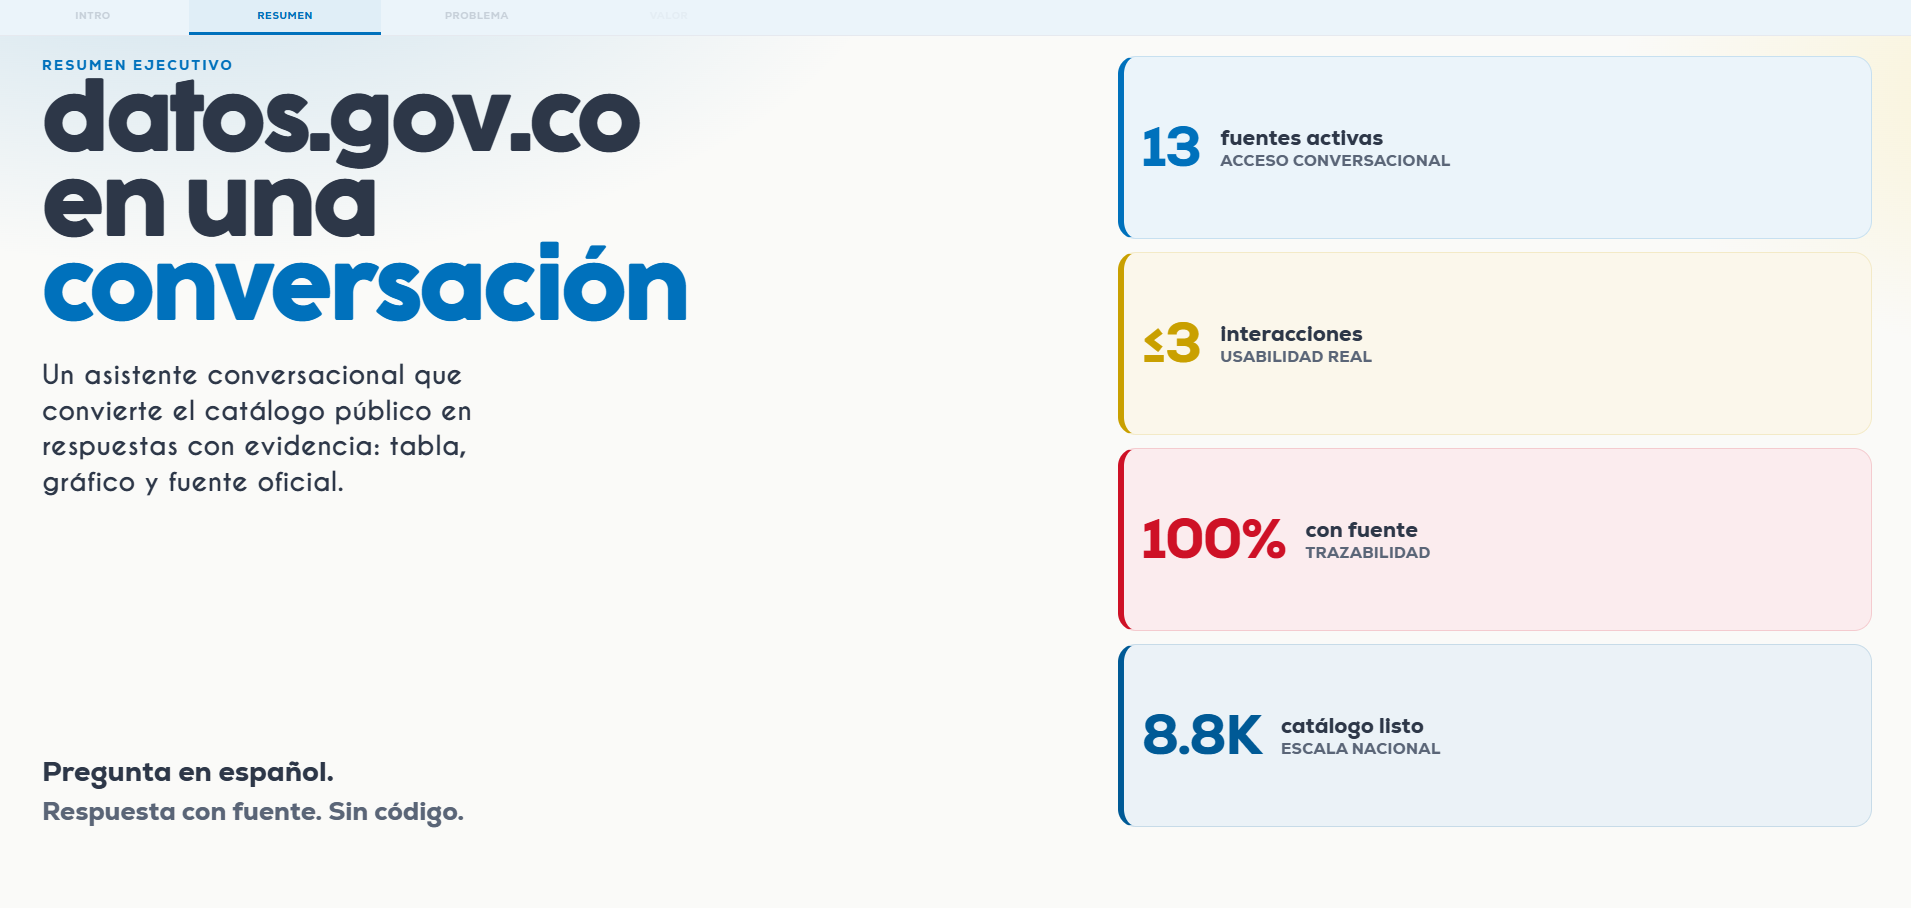 INTRO
RESUMEN
PROBLEMA
VALOR
RESUMEN EJECUTIVO
datos.gov.co
en una
conversación
Un asistente conversacional que
convierte el catálogo público en
respuestas con evidencia: tabla,
gráfico y fuente oficial.
Pregunta en español.
Respuesta con fuente. Sin código.
13
fuentes activas
ACCESO CONVERSACIONAL
≤3
interacciones
USABILIDAD REAL
100%
con fuente
TRAZABILIDAD
8.8K
catálogo listo
ESCALA NACIONAL